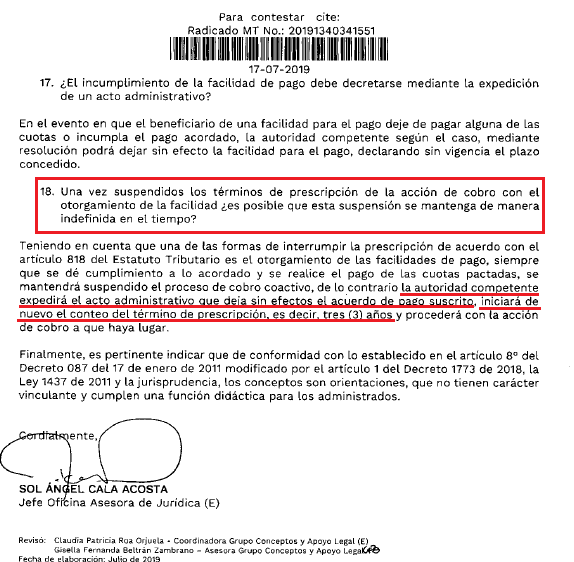 Para contestar cite:
Radicado MT No.: 20191340341551
17-07-2019
17. ¿El incumplimiento de la facilidad de pago debe decretarse mediante la expedición
de un acto administrativo?
En el evento en que el beneficiario de una facilidad para el pago deje de pagar alguna de las
cuotas o incumpla el pago acordado, la autoridad competente según el caso, mediante
resolución podrá dejar sin efecto la facilidad para el pago, declarando sin vigencia el plazo
concedido.
18. Una vez suspendidos los términos de prescripción de la acción de cobro con el
otorgamiento de la facilidad ¿es posible que esta suspensión se mantenga de manera
indefinida en el tiempo?
Teniendo en cuenta que una de las formas de interrumpir la prescripción de acuerdo con el
artículo 818 del Estatuto Tributario es el otorgamiento de las facilidades de pago, siempre
que se dé cumplimiento a lo acordado y se realice el pago de las cuotas pactadas, se
mantendrá suspendido el proceso de cobro coactivo, de lo contrario la autoridad competente
expedirá el acto administrativo que deja sin efectos el acuerdo de pago suscrito, iniciará de
nuevo el conteo del término de prescripción, es decir, tres (3) años y procederá con la acción
de cobro a que haya lugar.
Finalmente, es pertinente indicar que de conformidad con lo establecido en el artículo 8º del
Decreto 087 del 17 de enero de 2011 modificado por el artículo 1 del Decreto 1773 de 2018, la
Ley 1437 de 2011 y la jurisprudencia, los conceptos son orientaciones, que no tienen carácter
vinculante y cumplen una función didáctica para los administrados.
Cordialmente,
SOL ÁNGEL CALA ACOSTA
Jefe Oficina Asesora de Jurídica (E)
Revisó: Claudia Patricia Roa Orjuela - Coordinadora Grupo Conceptos y Apoyo Legal (E)
Gisella Fernanda Beltrán Zambrano – Asesora Grupo Conceptos y Apoyo Legal
Fecha de elaboración: Julio de 2019